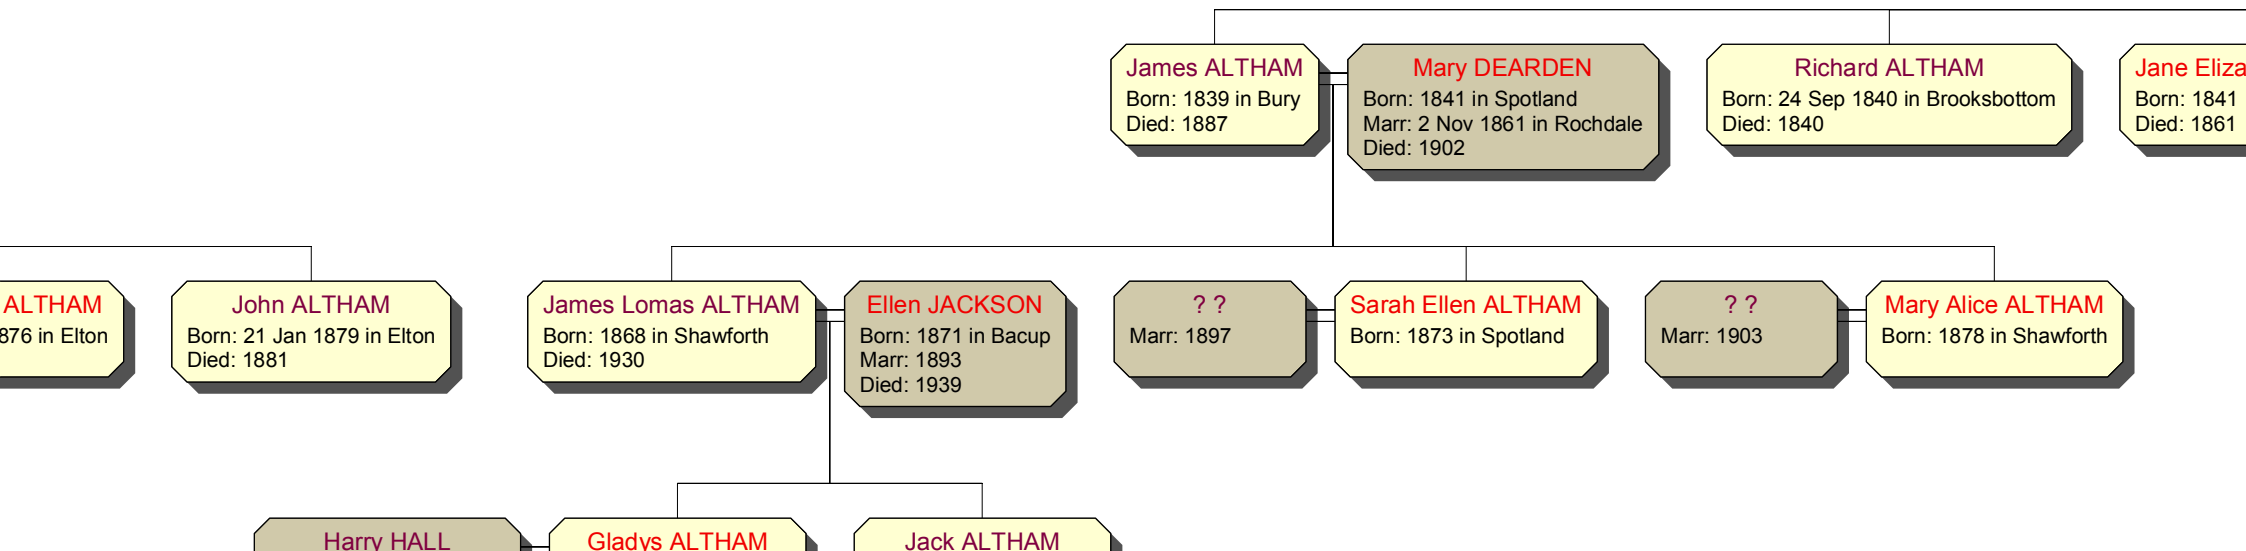 James ALTHAM
Born: 1839 in Bury
Died: 1887
Mary DEARDEN
Born: 1841 in Spotland
Marr: 2 Nov 1861 in Rochdale
Died: 1902
Richard ALTHAM
Born: 24 Sep 1840 in Brooksbottom
Died: 1840
Jane Eliza
Born: 1841
Died: 1861
ALTHAM
876 in Elton
John ALTHAM
Born: 21 Jan 1879 in Elton
Died: 1881
James Lomas ALTHAM
Born: 1868 in Shawforth
Died: 1930
Ellen JACKSON
Born: 1871 in Bacup
Marr: 1893
Died: 1939
? ?
Marr: 1897
Sarah Ellen ALTHAM
Born: 1873 in Spotland
? ?
Marr: 1903
Mary Alice ALTHAM
Born: 1878 in Shawforth
Harry HALL
Gladys ALTHAM
Jack ALTHAM